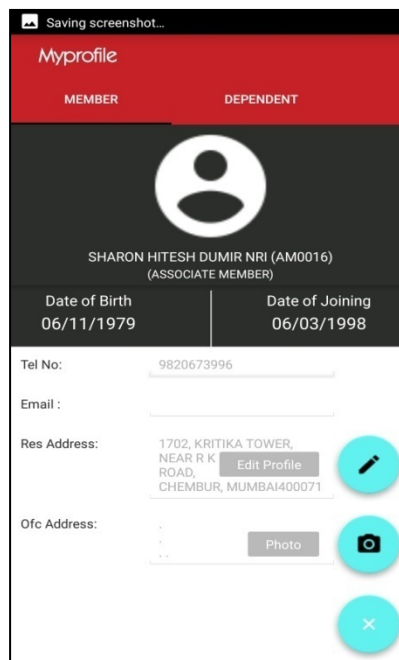 Saving screenshot...
Myprofile
MEMBER DEPENDENT
SHARON HITESH DUMIR NRI (AM0016)
(ASSOCIATE MEMBER)
Date of Birth Date of Joining
06/11/1979 06/03/1998
Tel No: 9820673996
Email :
Res Address: 1702, KRITIKA TOWER,
NEAR R K Edit Profile
ROAD,
CHEMBUR, MUMBAI400071
Ofc Address: .
. Photo
. .